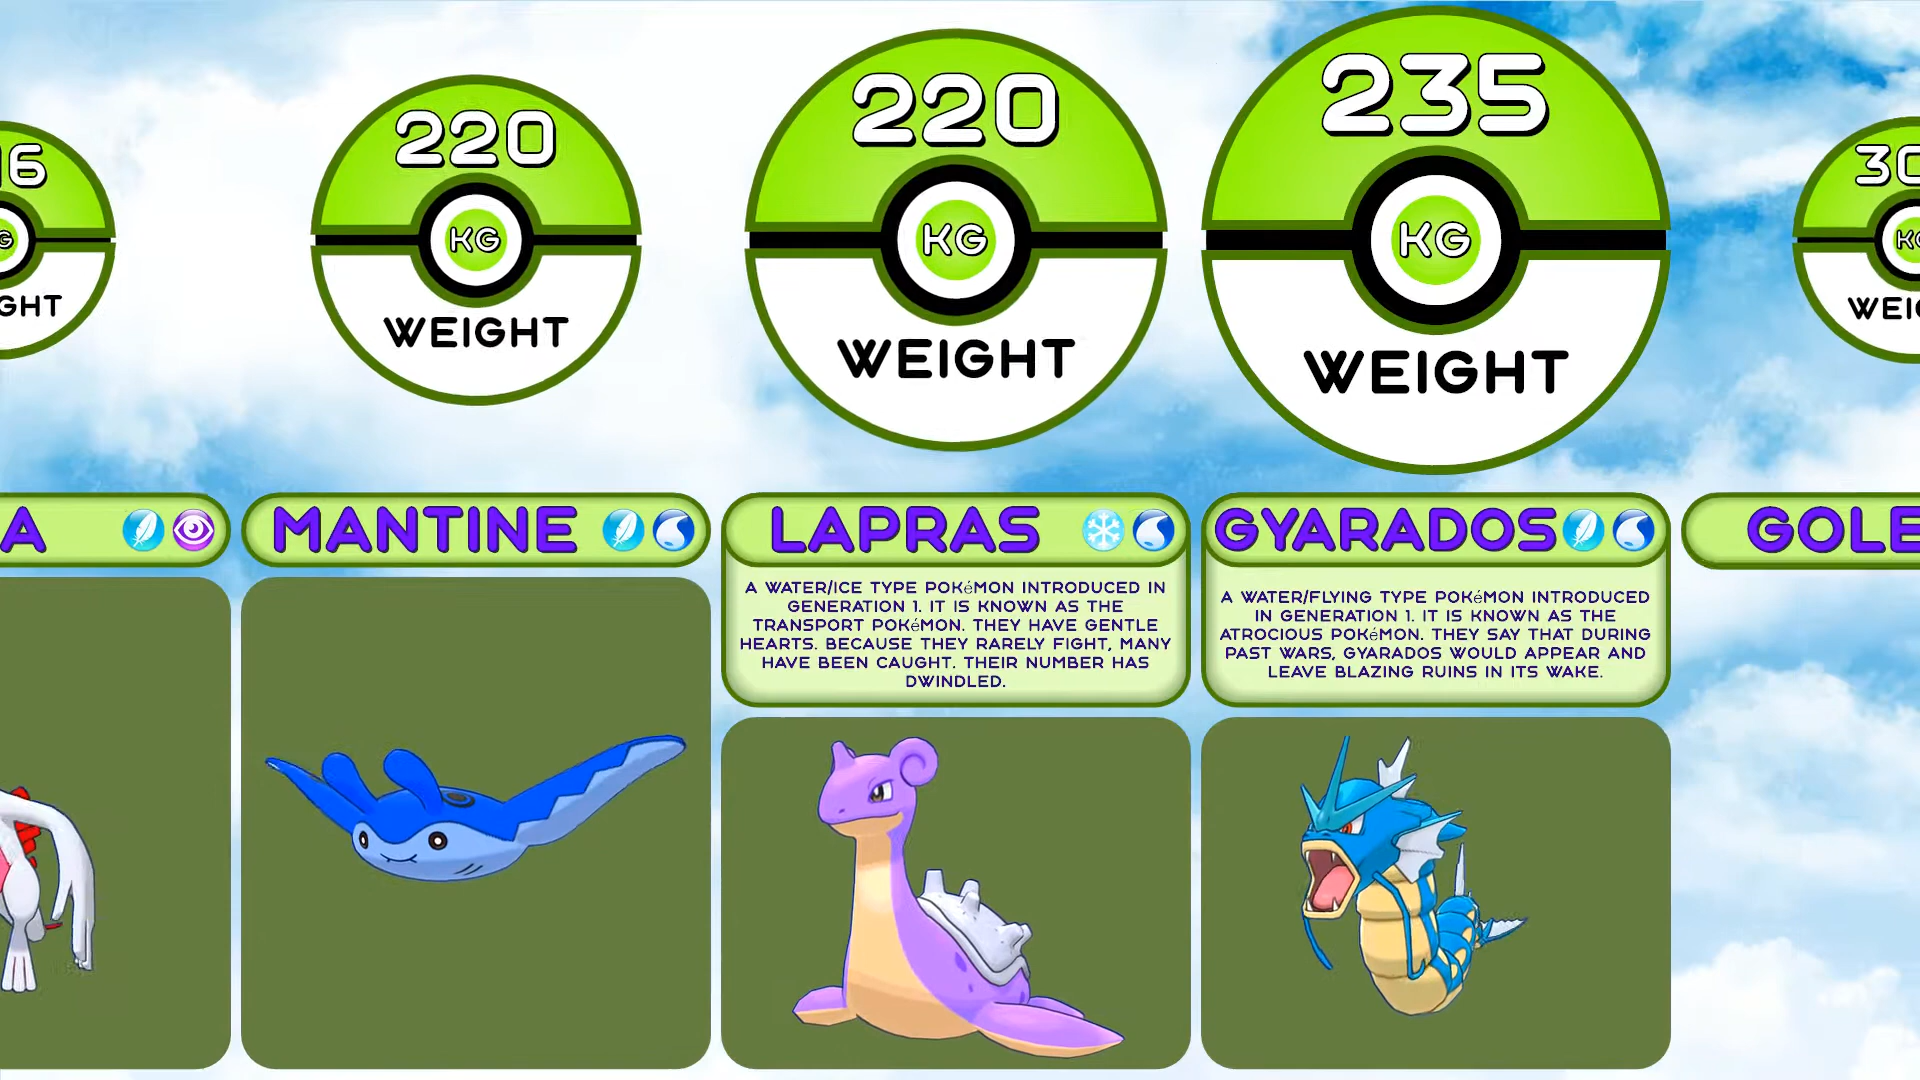 16
220
220
235
30
KG
KG
KG
WEIGHT
WEIGHT
WEIGHT
A
MANTINE
LAPRAS
GYARADOS
GOLE
A WATER/ICE TYPE POKéMON INTRODUCED IN
GENERATION 1. IT IS KNOWN AS THE
TRANSPORT POKéMON. THEY HAVE GENTLE
HEARTS. BECAUSE THEY RARELY FIGHT, MANY
HAVE BEEN CAUGHT. THEIR NUMBER HAS
DWINDLED.
A WATER/FLYING TYPE POKéMON INTRODUCED
IN GENERATION 1. IT IS KNOWN AS THE
ATROCIOUS POKéMON. THEY SAY THAT DURING
PAST WARS, GYARADOS WOULD APPEAR AND
LEAVE BLAZING RUINS IN ITS WAKE.